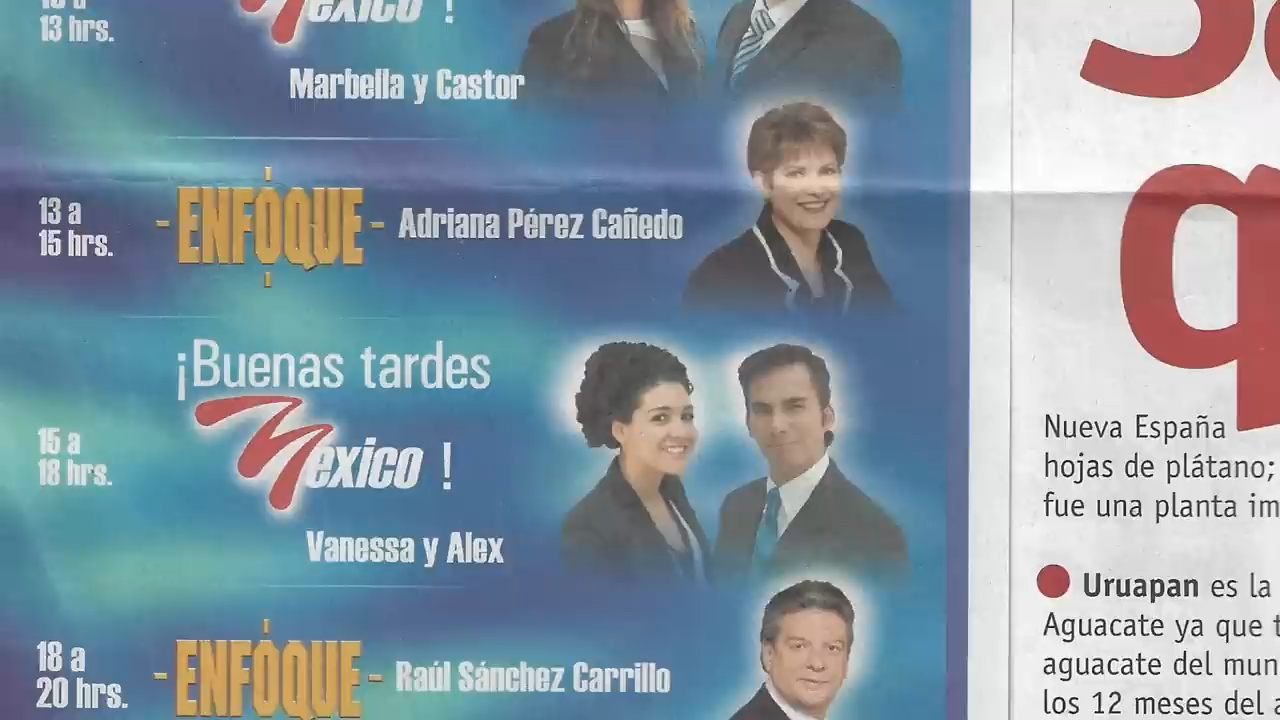 13 hrs.
México !
Marbella y Castor
13 a
15 hrs.
- ENFOQUE - Adriana Pérez Cañedo
¡Buenas tardes
México !
15 a
18 hrs.
Vanessa y Alex
18 a
20 hrs.
- ENFOQUE - Raúl Sánchez Carrillo
q
Nueva España
hojas de plátano;
fue una planta im
● Uruapan es la
Aguacate ya que t
aguacate del mun
los 12 meses del a